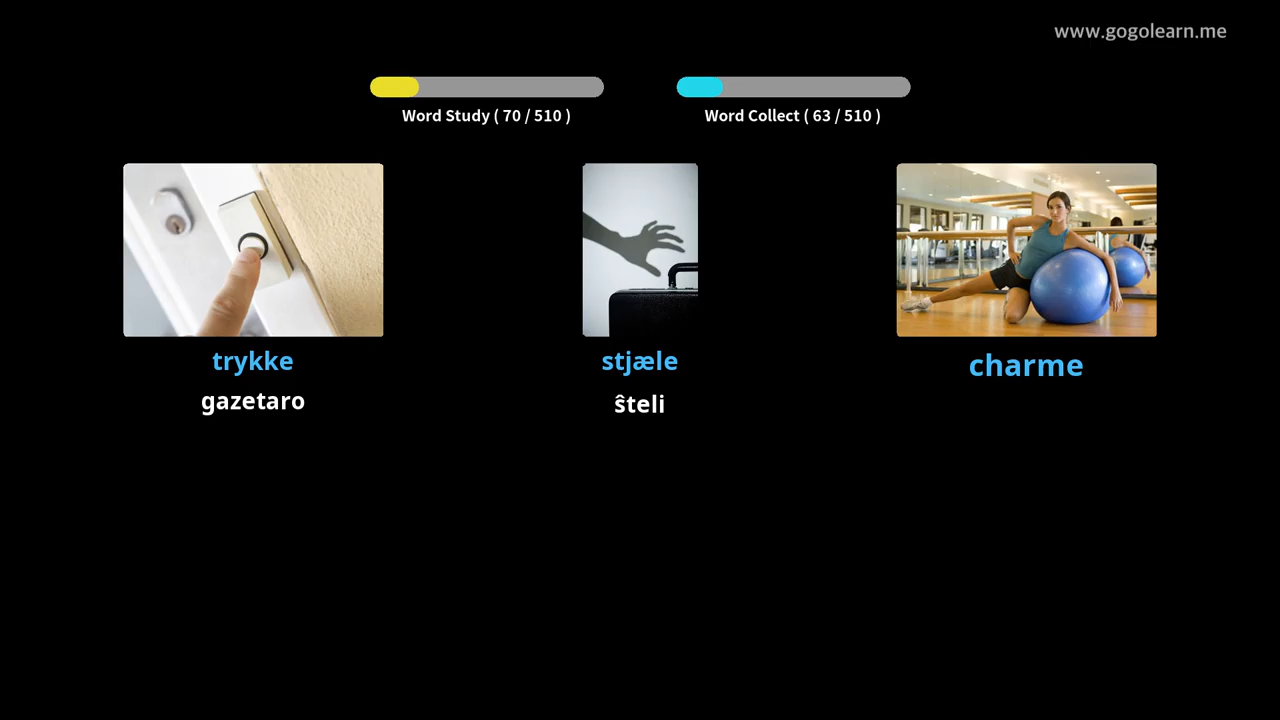 www.gogolearn.me
Word Study ( 70 / 510 )
Word Collect ( 63 / 510 )
trykke
stjæle
charme
gazetaro
ŝteli